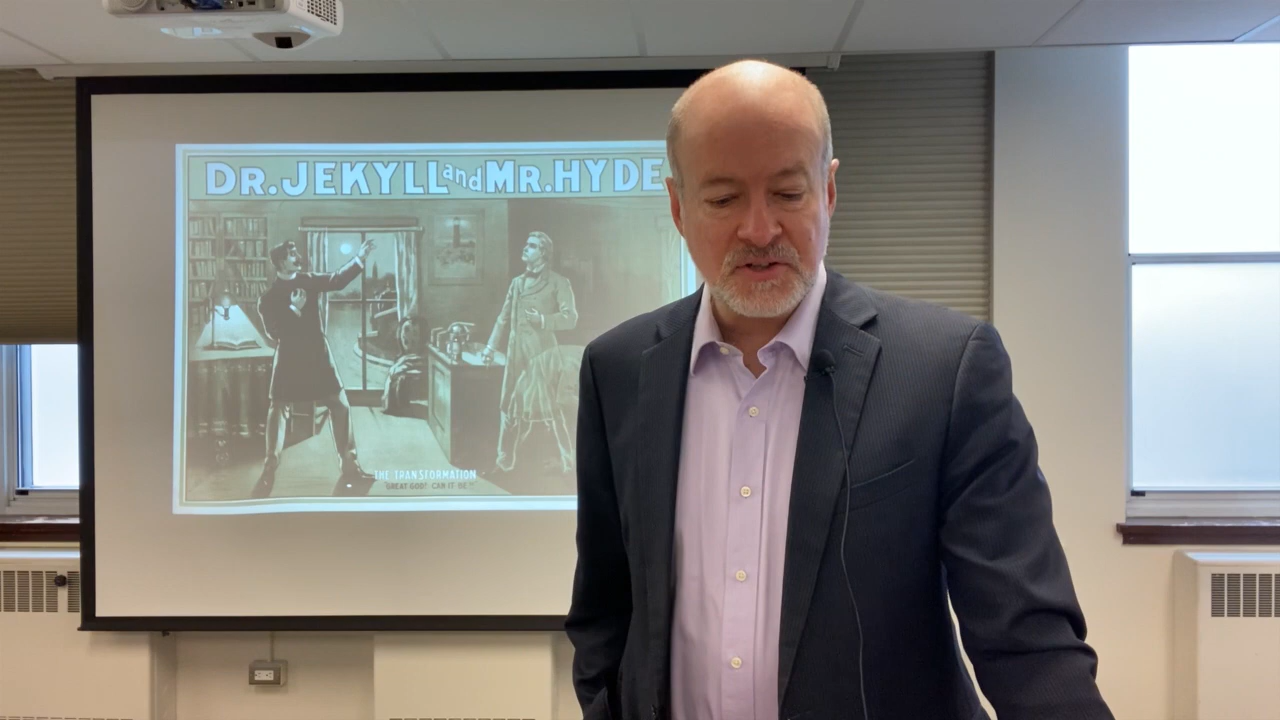 DR. JEKYLL and MR. HYDE
THE TRANSFORMATION
"GREAT GOD! CAN IT BE!!"